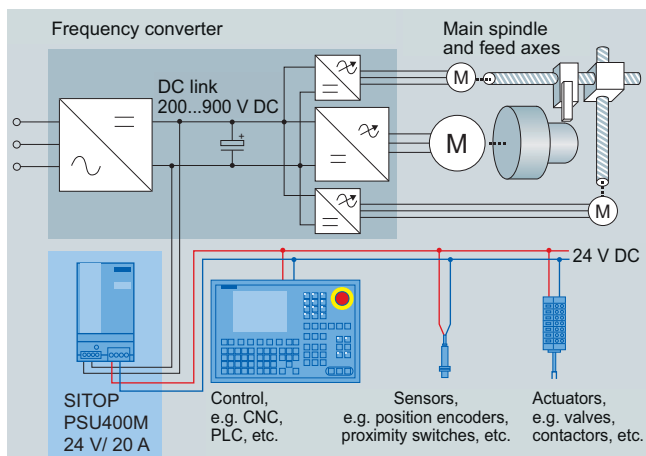 Frequency converter
Main spindle
and feed axes
DC link
200...900 V DC
+
M
M
M
24 V DC
SITOP
PSU400M
24 V/ 20 A
Control,
e.g. CNC,
PLC, etc.
Sensors,
e.g. position encoders,
proximity switches, etc.
Actuators,
e.g. valves,
contactors, etc.